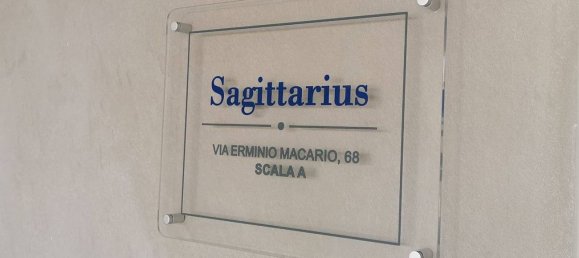 Sagittarius
VIA ERMINIO MACARIO, 68
SCALA A